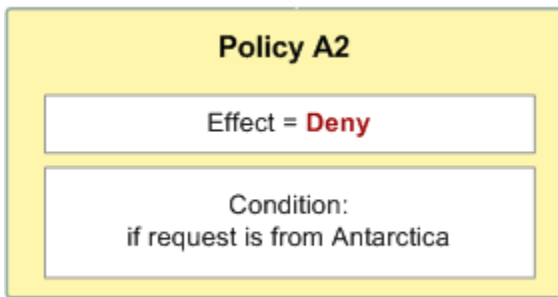 Policy A2
Effect = Deny
Condition:
if request is from Antarctica